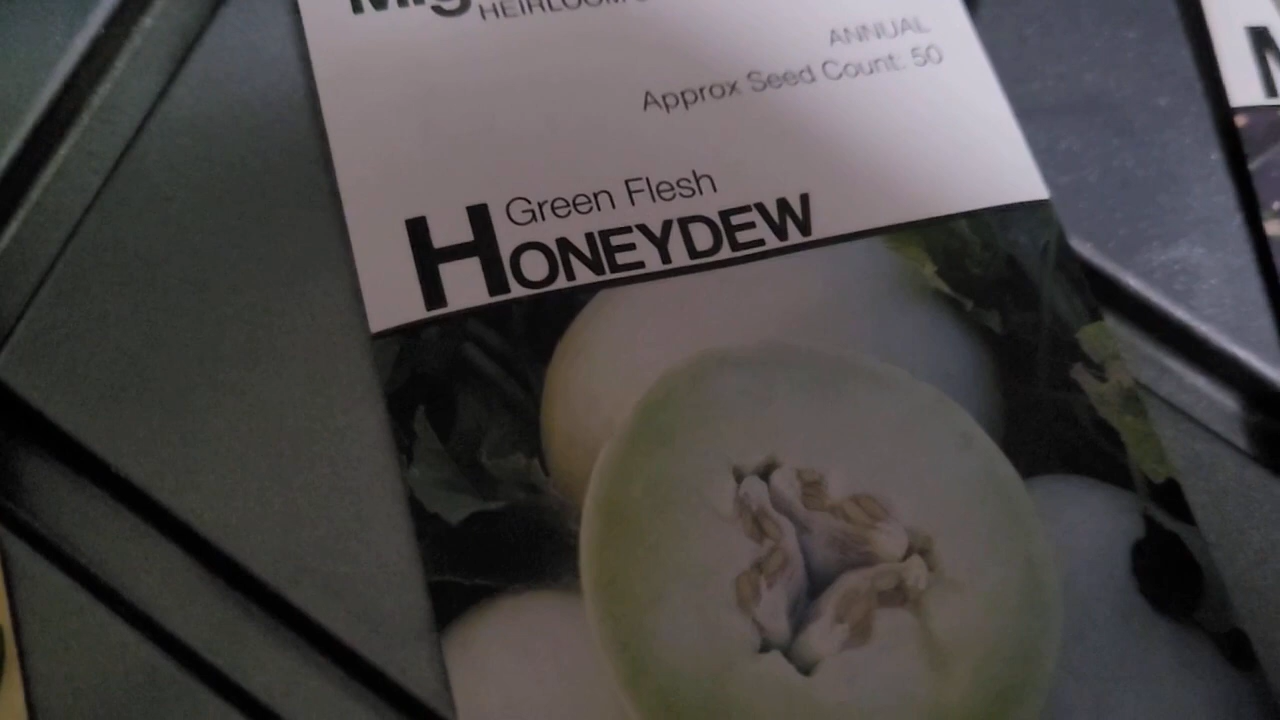 HEIRLOOM
ANNUAL
Approx Seed Count: 50
Green Flesh
HONEYDEW